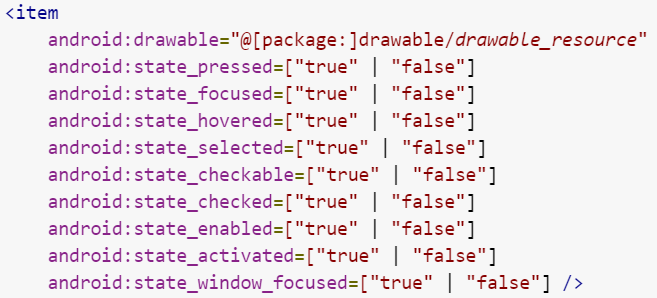 <item
android:drawable="@[package:]drawable/drawable_resource"
android:state_pressed=["true" | "false"]
android:state_focused=["true" | "false"]
android:state_hovered=["true" | "false"]
android:state_selected=["true" | "false"]
android:state_checkable=["true" | "false"]
android:state_checked=["true" | "false"]
android:state_enabled=["true" | "false"]
android:state_activated=["true" | "false"]
android:state_window_focused=["true" | "false"] />